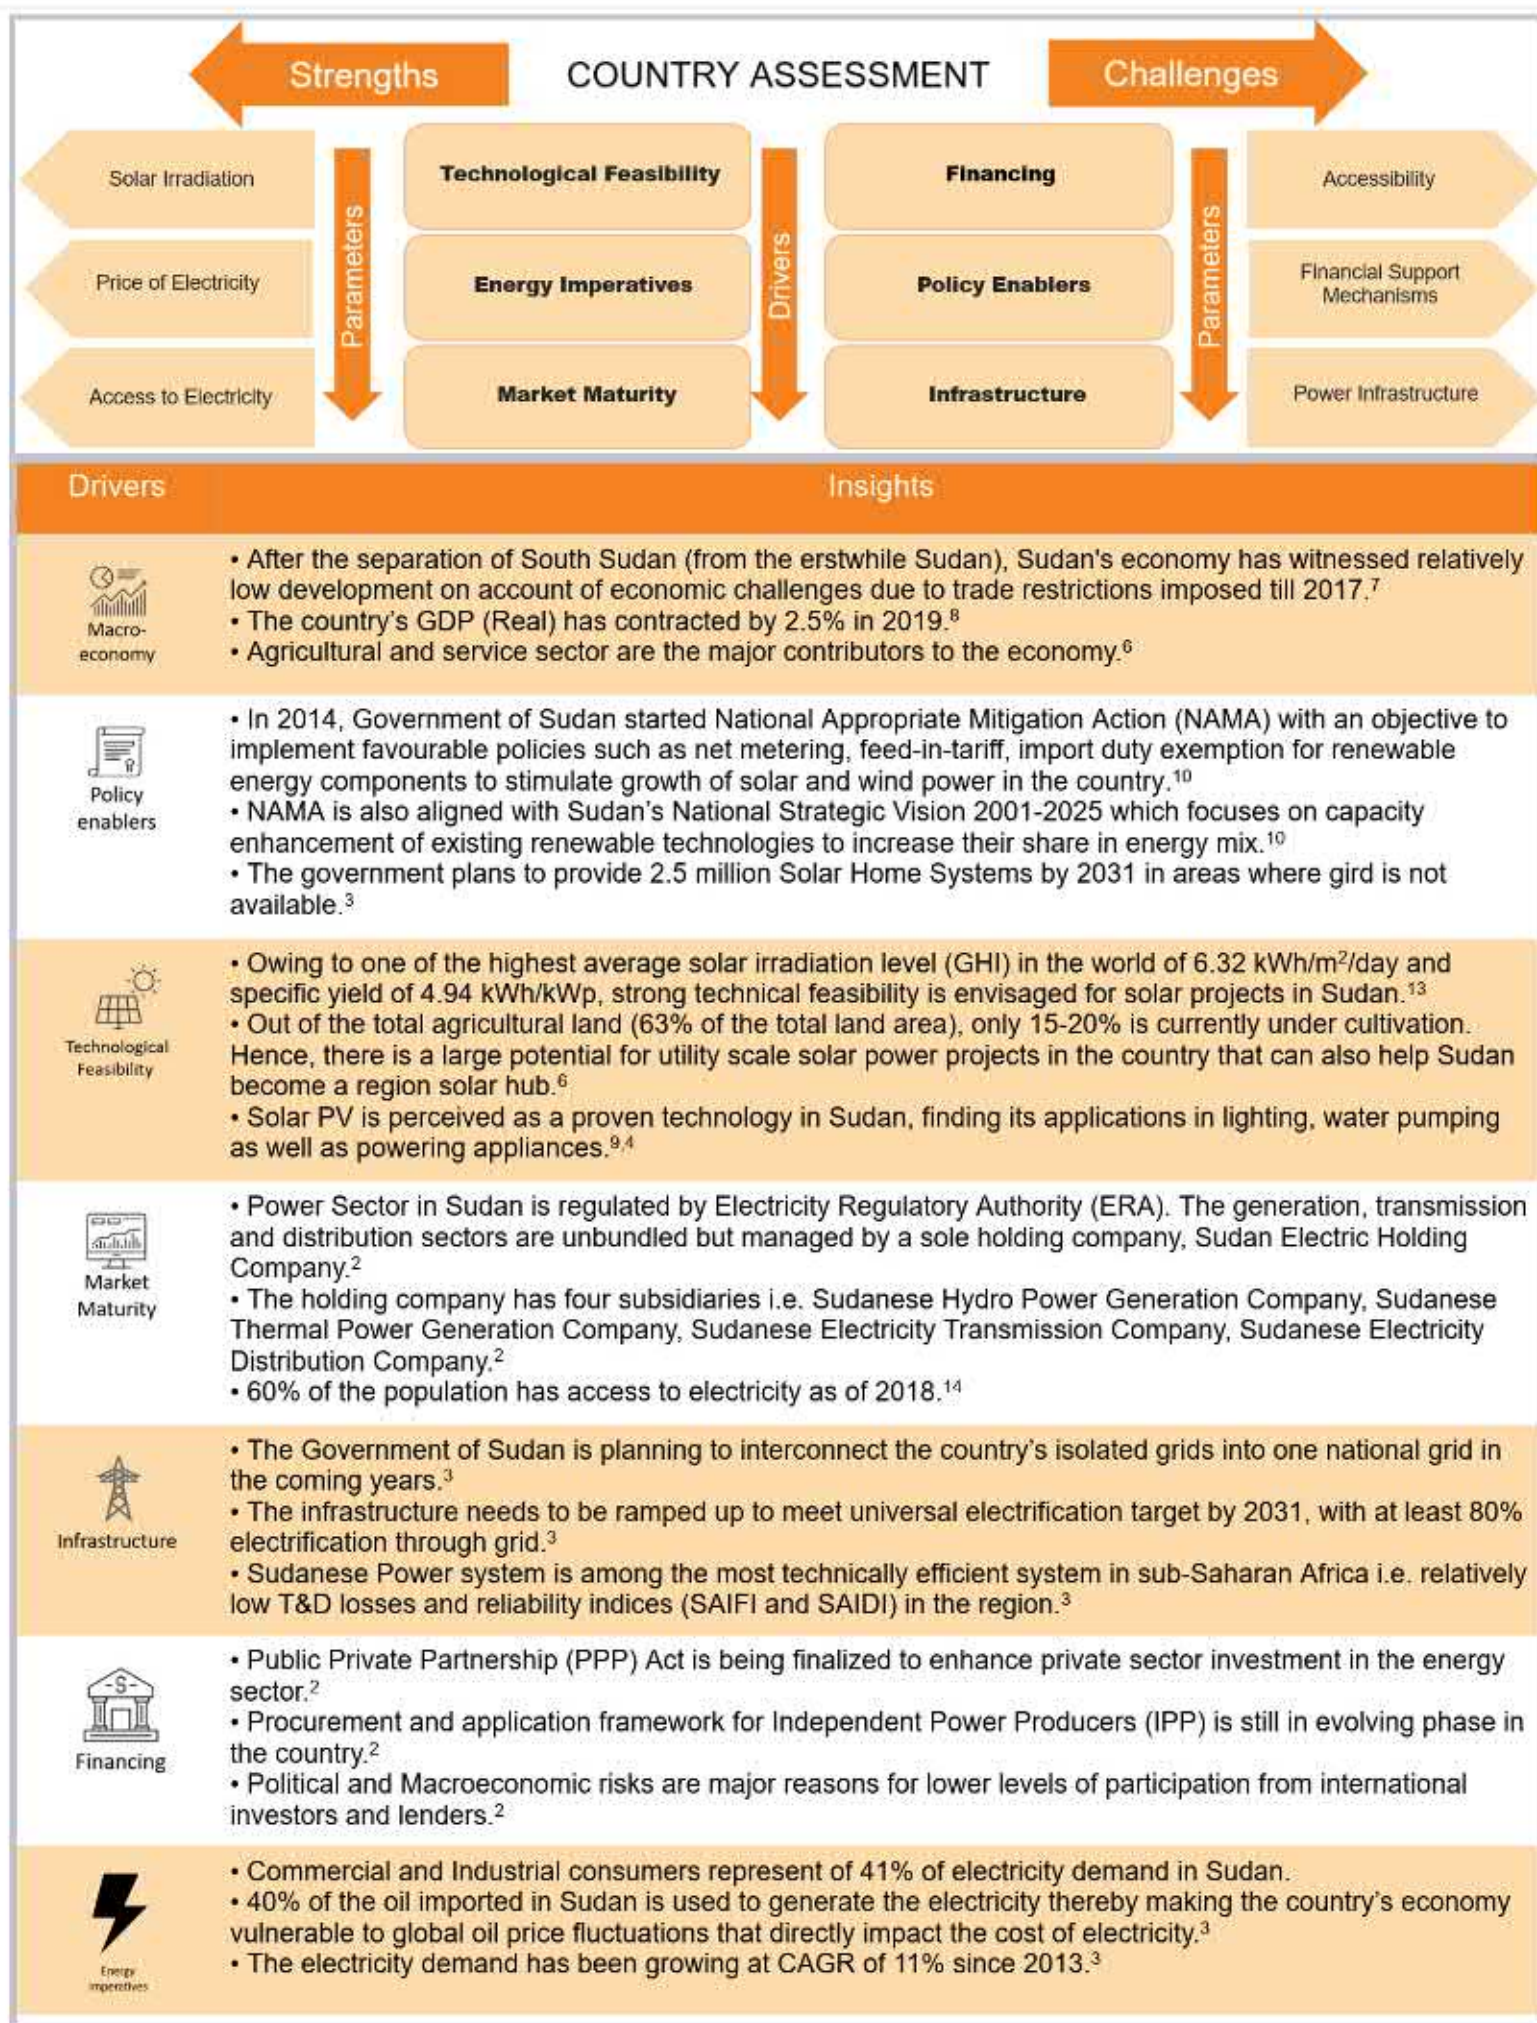 Strengths
COUNTRY ASSESSMENT
Challenges
Solar Irradiation
Price of Electricity
Access to Electricity
Parameters
Technological Feasibility
Energy Imperatives
Market Maturity
Drivers
Financing
Policy Enablers
Infrastructure
Parameters
Accessibility
Financial Support
Mechanisms
Power Infrastructure
Drivers
Insights
Macro-
economy
• After the separation of South Sudan (from the erstwhile Sudan), Sudan's economy has witnessed relatively
low development on account of economic challenges due to trade restrictions imposed till 2017.⁷
• The country's GDP (Real) has contracted by 2.5% in 2019.⁸
• Agricultural and service sector are the major contributors to the economy.⁶
Policy
enablers
• In 2014, Government of Sudan started National Appropriate Mitigation Action (NAMA) with an objective to
implement favourable policies such as net metering, feed-in-tariff, import duty exemption for renewable
energy components to stimulate growth of solar and wind power in the country.¹⁰
• NAMA is also aligned with Sudan's National Strategic Vision 2001-2025 which focuses on capacity
enhancement of existing renewable technologies to increase their share in energy mix.¹⁰
• The government plans to provide 2.5 million Solar Home Systems by 2031 in areas where gird is not
available.³
Technological
Feasibility
• Owing to one of the highest average solar irradiation level (GHI) in the world of 6.32 kWh/m²/day and
specific yield of 4.94 kWh/kWp, strong technical feasibility is envisaged for solar projects in Sudan.¹³
• Out of the total agricultural land (63% of the total land area), only 15-20% is currently under cultivation.
Hence, there is a large potential for utility scale solar power projects in the country that can also help Sudan
become a region solar hub.⁶
• Solar PV is perceived as a proven technology in Sudan, finding its applications in lighting, water pumping
as well as powering appliances.⁹,⁴
Market
Maturity
• Power Sector in Sudan is regulated by Electricity Regulatory Authority (ERA). The generation, transmission
and distribution sectors are unbundled but managed by a sole holding company, Sudan Electric Holding
Company.²
• The holding company has four subsidiaries i.e. Sudanese Hydro Power Generation Company, Sudanese
Thermal Power Generation Company, Sudanese Electricity Transmission Company, Sudanese Electricity
Distribution Company.²
• 60% of the population has access to electricity as of 2018.¹⁴
Infrastructure
• The Government of Sudan is planning to interconnect the country's isolated grids into one national grid in
the coming years.³
• The infrastructure needs to be ramped up to meet universal electrification target by 2031, with at least 80%
electrification through grid.³
• Sudanese Power system is among the most technically efficient system in sub-Saharan Africa i.e. relatively
low T&D losses and reliability indices (SAIFI and SAIDI) in the region.³
Financing
• Public Private Partnership (PPP) Act is being finalized to enhance private sector investment in the energy
sector.²
• Procurement and application framework for Independent Power Producers (IPP) is still in evolving phase in
the country.²
• Political and Macroeconomic risks are major reasons for lower levels of participation from international
investors and lenders.²
Energy
Imperatives
• Commercial and Industrial consumers represent of 41% of electricity demand in Sudan.
• 40% of the oil imported in Sudan is used to generate the electricity thereby making the country's economy
vulnerable to global oil price fluctuations that directly impact the cost of electricity.³
• The electricity demand has been growing at CAGR of 11% since 2013.³